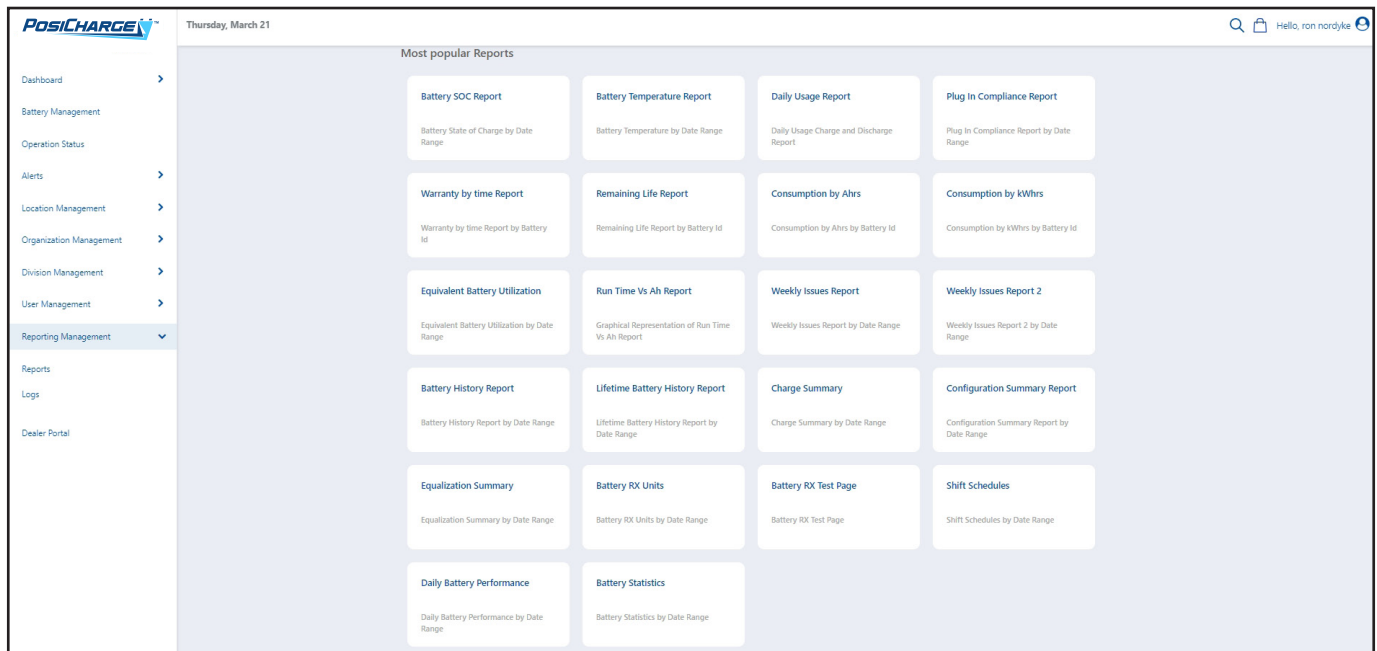 POSICHARGE™
Thursday, March 21
Hello, ron nordyke
Dashboard
Battery Management
Operation Status
Alerts
Location Management
Organization Management
Division Management
User Management
Reporting Management
Reports
Logs
Dealer Portal
Most popular Reports
Battery SOC Report
Battery State of Charge by Date
Range
Battery Temperature Report
Battery Temperature by Date Range
Daily Usage Report
Daily Usage Charge and Discharge
Report
Plug In Compliance Report
Plug In Compliance Report by Date
Range
Warranty by time Report
Warranty by time Report by Battery
Id
Remaining Life Report
Remaining Life Report by Battery Id
Consumption by Ahrs
Consumption by Ahrs by Battery Id
Consumption by kWhrs
Consumption by kWhrs by Battery Id
Equivalent Battery Utilization
Equivalent Battery Utilization by Date
Range
Run Time Vs Ah Report
Graphical Representation of Run Time
Vs Ah Report
Weekly Issues Report
Weekly Issues Report by Date Range
Weekly Issues Report 2
Weekly Issues Report 2 by Date
Range
Battery History Report
Battery History Report by Date Range
Lifetime Battery History Report
Lifetime Battery History Report by
Date Range
Charge Summary
Charge Summary by Date Range
Configuration Summary Report
Configuration Summary Report by
Date Range
Equalization Summary
Equalization Summary by Date Range
Battery RX Units
Battery RX Units by Date Range
Battery RX Test Page
Battery RX Test Page
Shift Schedules
Shift Schedules by Date Range
Daily Battery Performance
Daily Battery Performance by Date
Range
Battery Statistics
Battery Statistics by Date Range